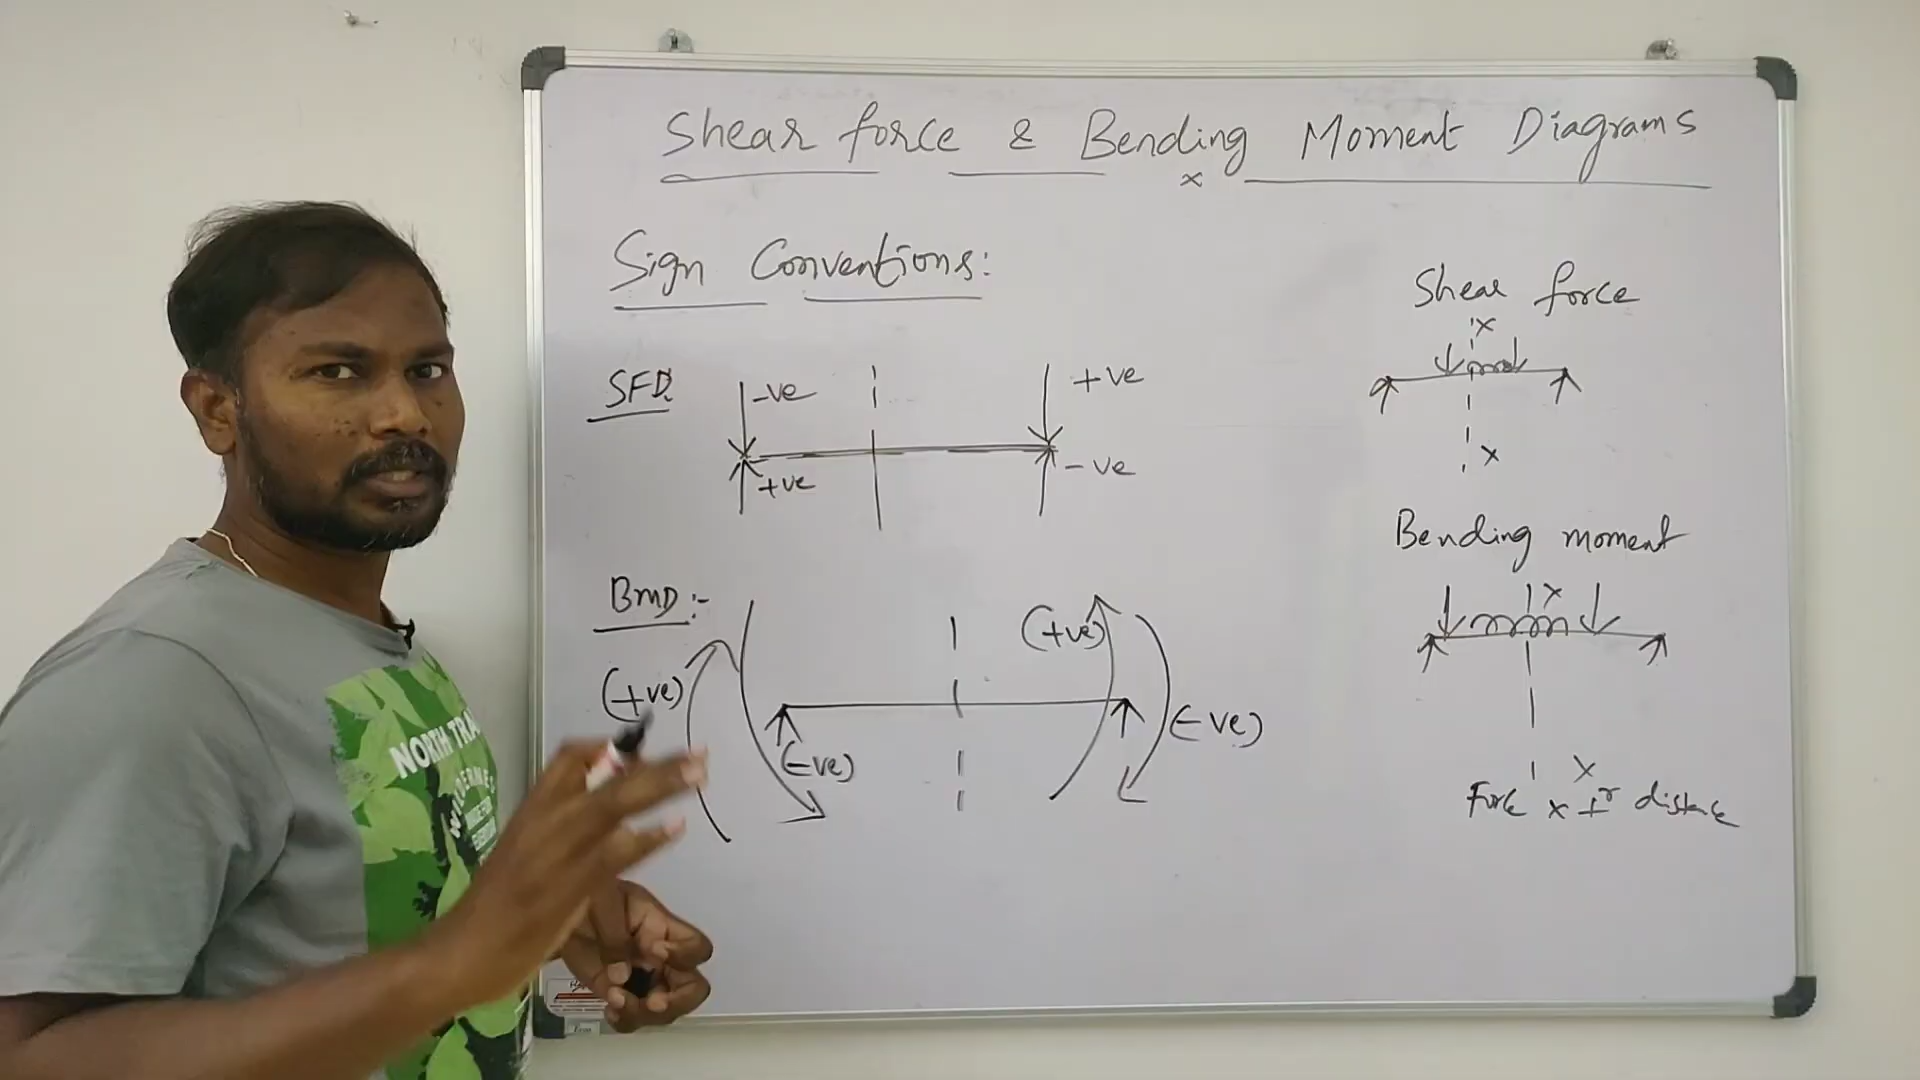 Shear force & Bending Moment Diagrams
x
Sign Conventions:
SFD
-ve
+ve
+ve
-ve
Shear force
x
x
BMD:-
(+ve)
(-ve)
(+ve)
(-ve)
Bending moment
x
x
Force x ⊥r distance
NORTH TRA